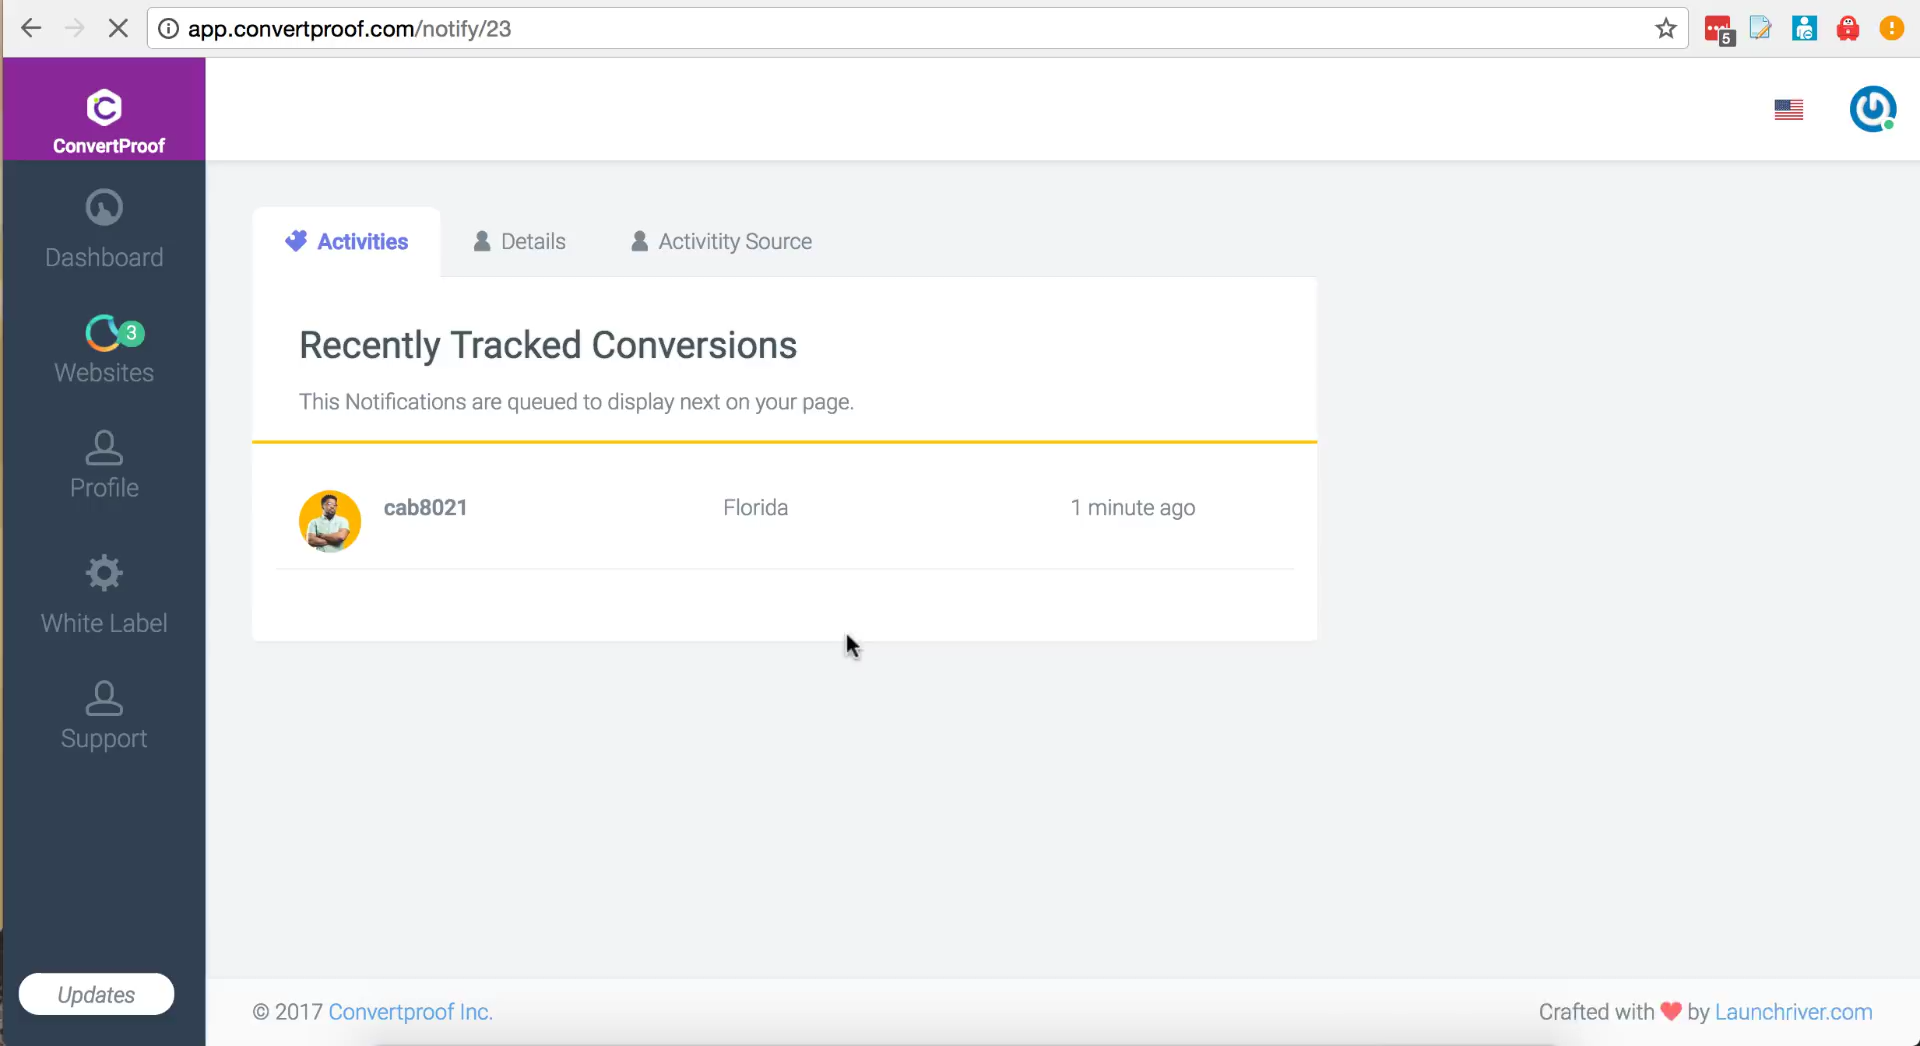 app.convertproof.com/notify/23
5
ConvertProof
Dashboard
3
Websites
Profile
White Label
Support
Updates
Activities
Details
Activitity Source
Recently Tracked Conversions
This Notifications are queued to display next on your page.
cab8021
Florida
1 minute ago
© 2017 Convertproof Inc.
Crafted with ❤ by Launchriver.com